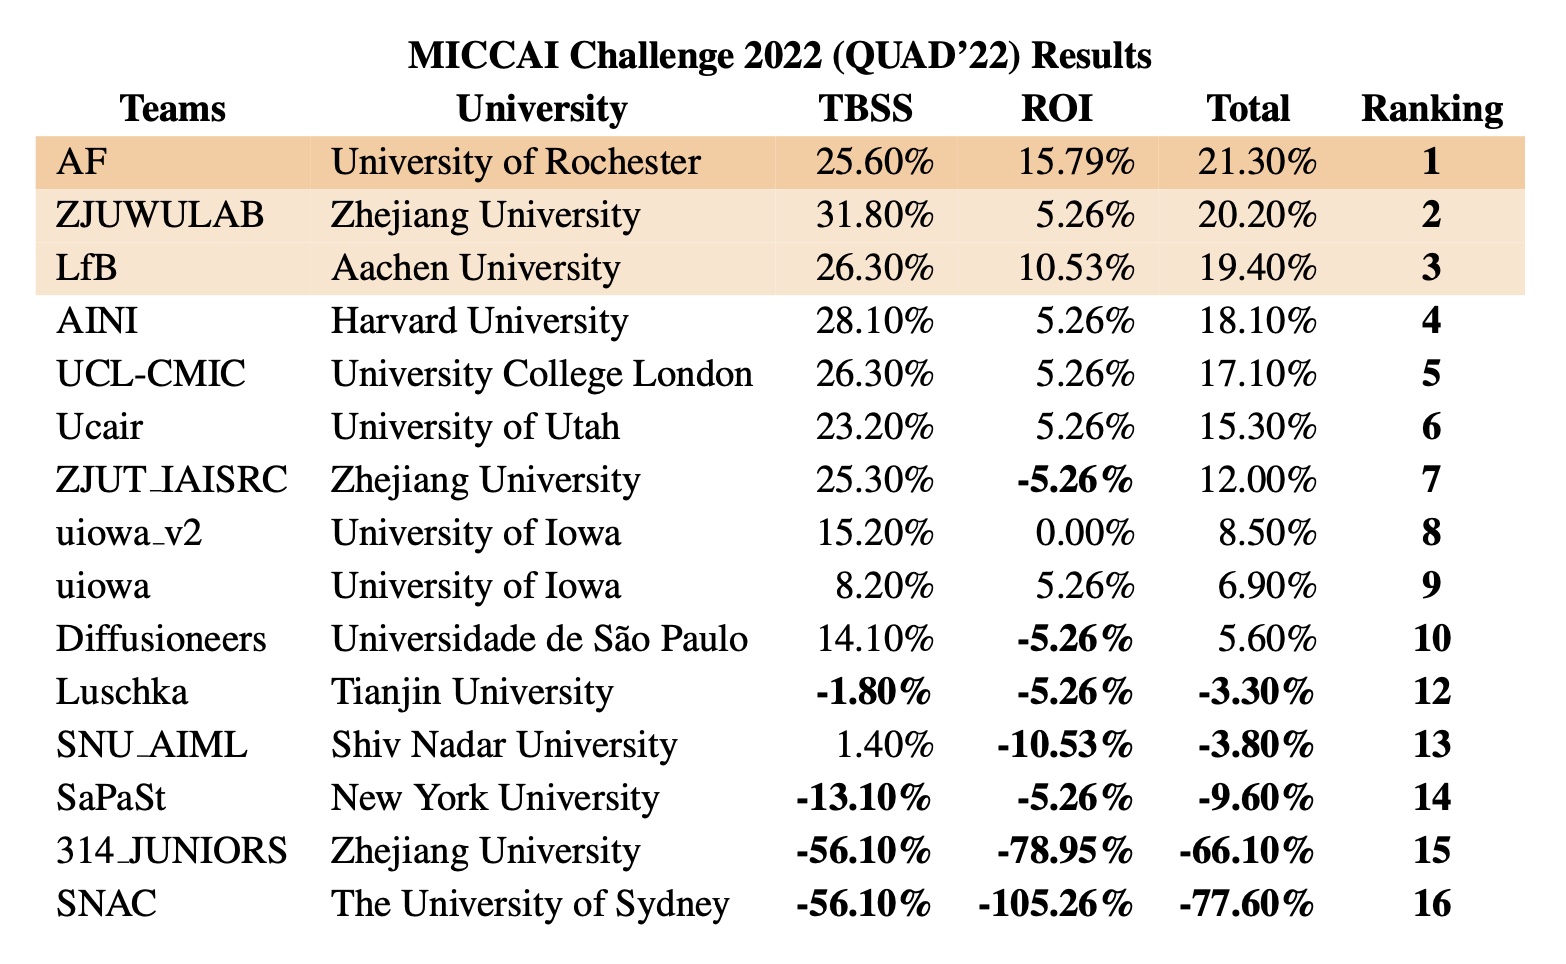 MICCAI Challenge 2022 (QUAD’22) Results
Teams University TBSS ROI Total Ranking
AF University of Rochester 25.60% 15.79% 21.30% 1
ZJUWULAB Zhejiang University 31.80% 5.26% 20.20% 2
LfB Aachen University 26.30% 10.53% 19.40% 3
AINI Harvard University 28.10% 5.26% 18.10% 4
UCL-CMIC University College London 26.30% 5.26% 17.10% 5
Ucair University of Utah 23.20% 5.26% 15.30% 6
ZJUT_IAISRC Zhejiang University 25.30% -5.26% 12.00% 7
uiowa_v2 University of Iowa 15.20% 0.00% 8.50% 8
uiowa University of Iowa 8.20% 5.26% 6.90% 9
Diffusioneers Universidade de São Paulo 14.10% -5.26% 5.60% 10
Luschka Tianjin University -1.80% -5.26% -3.30% 12
SNU_AIML Shiv Nadar University 1.40% -10.53% -3.80% 13
SaPaSt New York University -13.10% -5.26% -9.60% 14
314_JUNIORS Zhejiang University -56.10% -78.95% -66.10% 15
SNAC The University of Sydney -56.10% -105.26% -77.60% 16